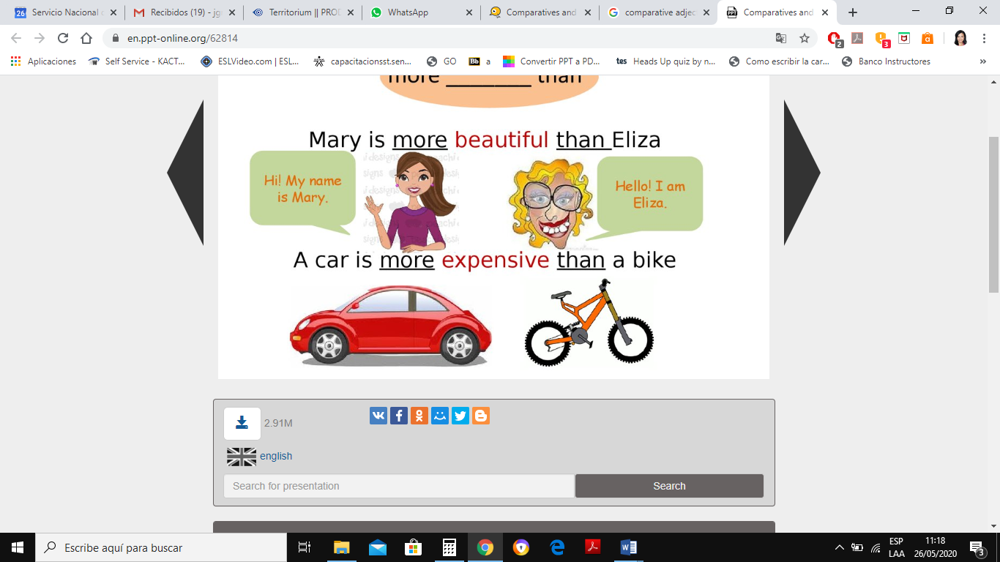 Servicio Nacional d
Recibidos (19) - jgr
Territorium || PROD
WhatsApp
Comparatives and
comparative adjec
Comparatives and
en.ppt-online.org/62814
Aplicaciones
Self Service - KACT...
ESLVideo.com | ESL...
capacitacionsst.sen...
GO
Bb a
Convertir PPT a PD...
tes Heads Up quiz by n...
Como escribir la car...
Banco Instructores
more ________ than
Mary is more beautiful than Eliza
Hi! My name
is Mary.
Hello! I am
Eliza.
A car is more expensive than a bike
2.91M
english
Search for presentation
Search
Escribe aquí para buscar
ESP
LAA
11:18
26/05/2020
3